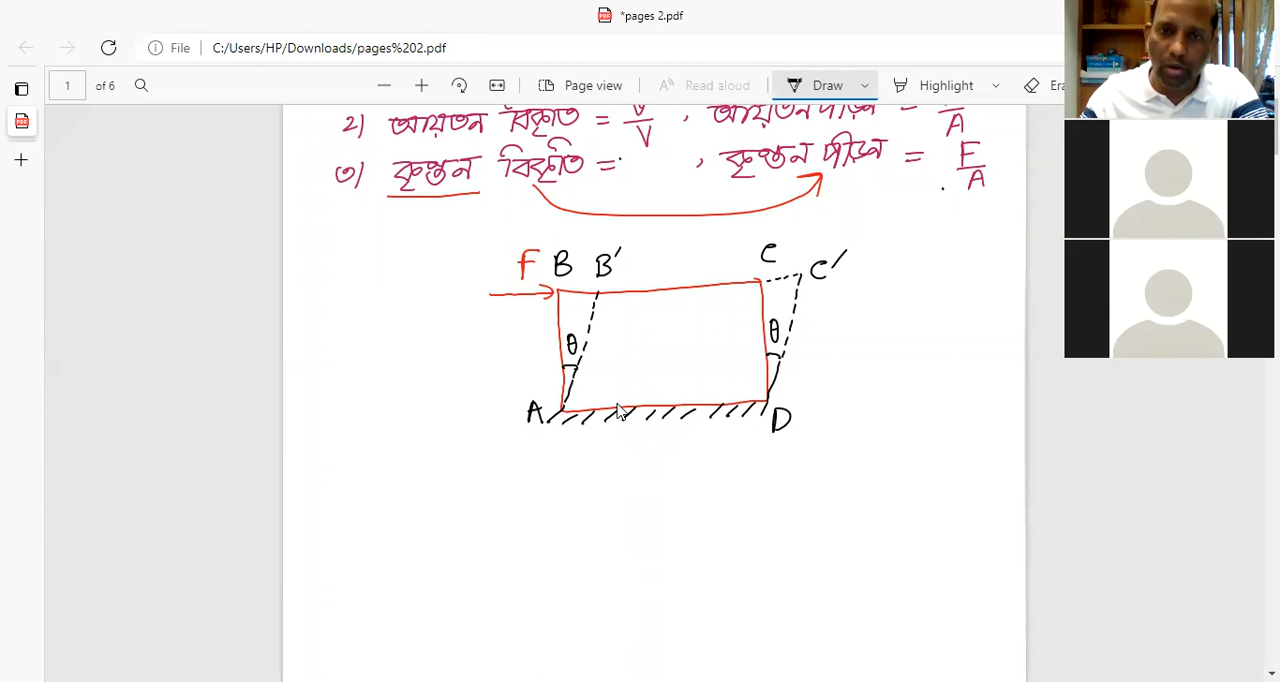 *pages 2.pdf
File C:/Users/HP/Downloads/pages%202.pdf
1 of 6 Page view Read aloud Draw Highlight Era
২) আয়তন বিকৃতি = v/V , আয়তন পীড়ন = F/A
৩) কৃন্তন বিকৃতি = , কৃন্তন পীড়ন = F/A
F B B′ C C′
θ θ
A D